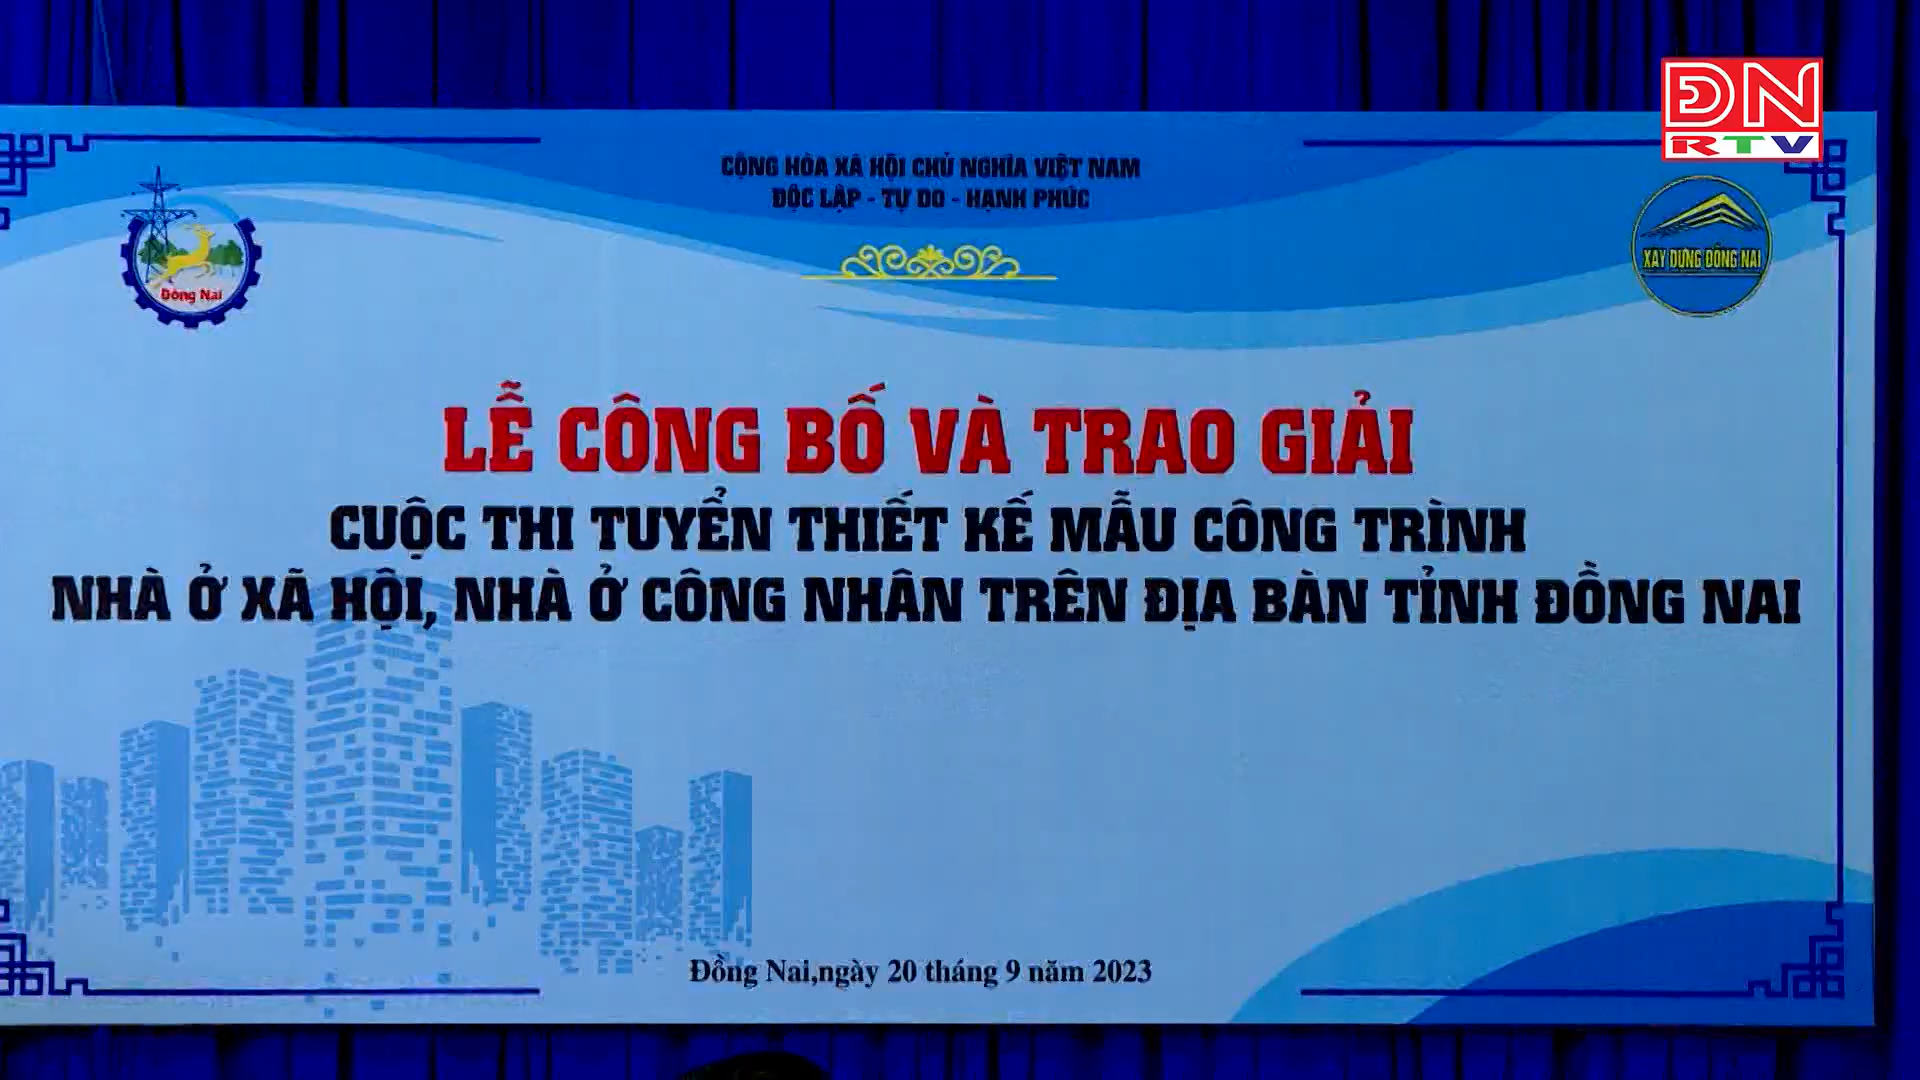 ĐN
RTV
CỘNG HÒA XÃ HỘI CHỦ NGHĨA VIỆT NAM
ĐỘC LẬP - TỰ DO - HẠNH PHÚC
Đồng Nai
XÂY DỰNG ĐỒNG NAI
LỄ CÔNG BỐ VÀ TRAO GIẢI
CUỘC THI TUYỂN THIẾT KẾ MẪU CÔNG TRÌNH
NHÀ Ở XÃ HỘI, NHÀ Ở CÔNG NHÂN TRÊN ĐỊA BÀN TỈNH ĐỒNG NAI
Đồng Nai,ngày 20 tháng 9 năm 2023